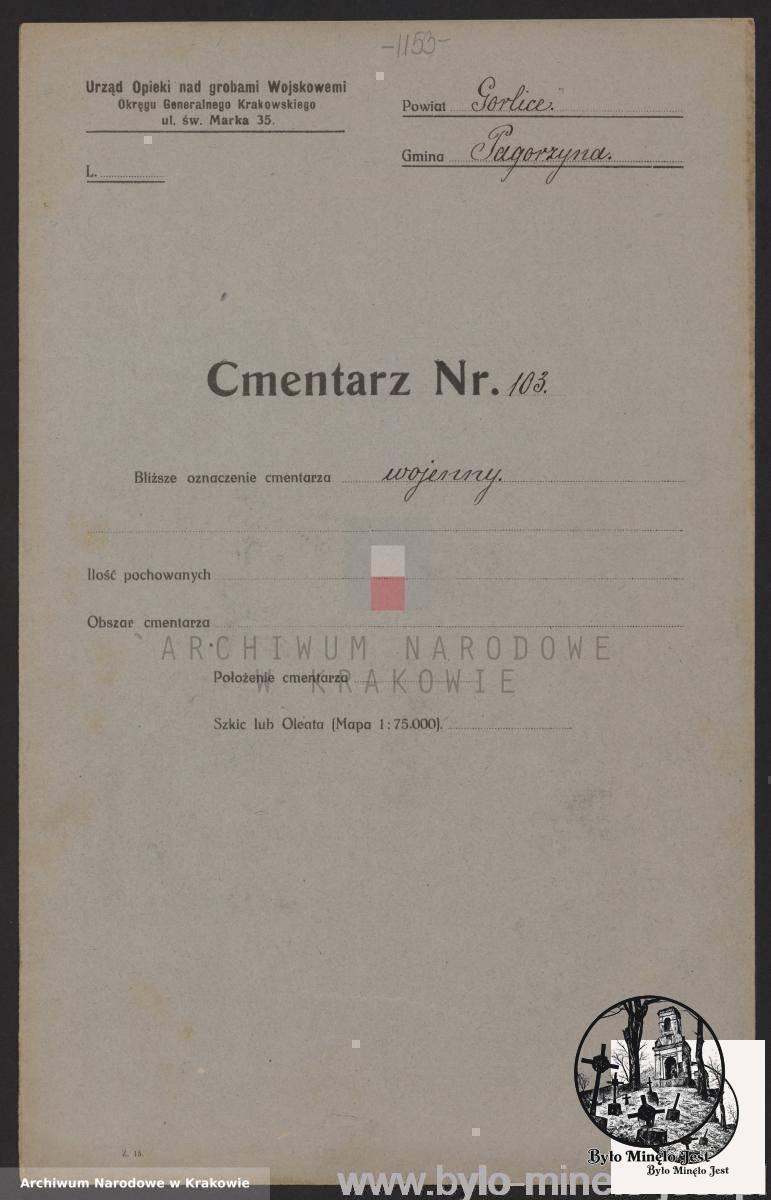 -1153-
Urząd Opieki nad grobami Wojskowemi
Okręgu Generalnego Krakowskiego
ul. św. Marka 35.
L.
Powiat Gorlice.
Gmina Pagorzyna.
Cmentarz Nr. 103.
Bliższe oznaczenie cmentarza wojenny.
Ilość pochowanych
Obszar cmentarza
ARCHIWUM NARODOWE
W KRAKOWIE
Położenie cmentarza
Szkic lub Oleata (Mapa 1:75.000).
Z. 15.
Było Minęło Jest
Było Minęło Jest
Archiwum Narodowe w Krakowie
www.bylo-mine